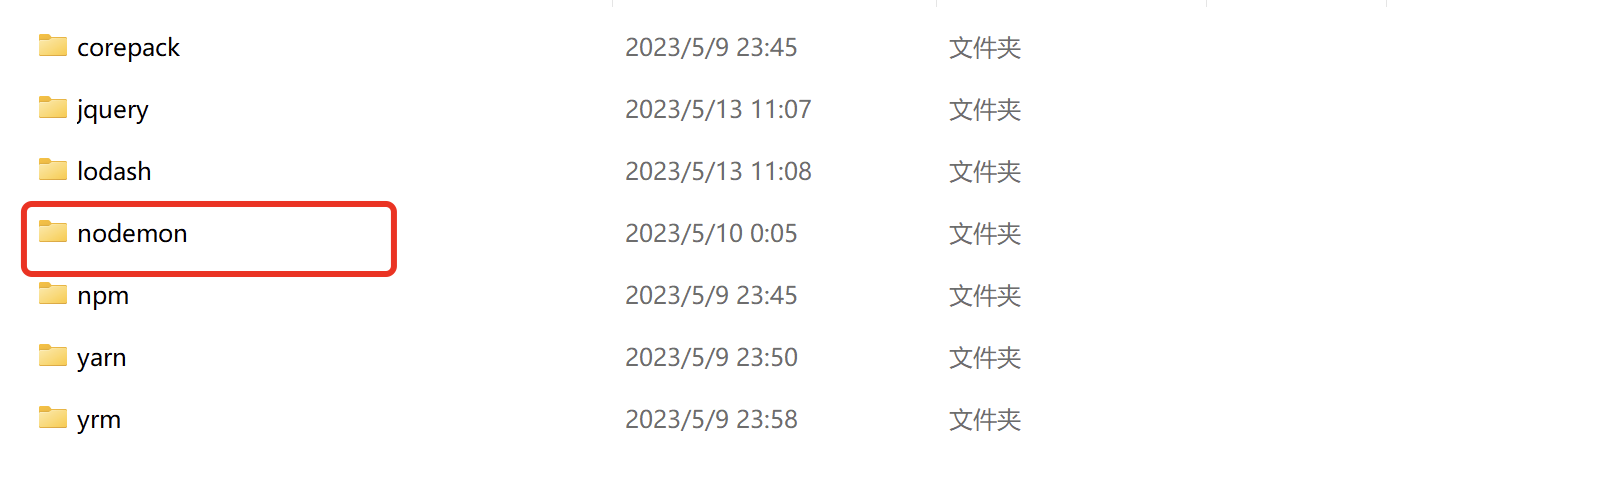 corepack 2023/5/9 23:45 文件夹
jquery 2023/5/13 11:07 文件夹
lodash 2023/5/13 11:08 文件夹
nodemon 2023/5/10 0:05 文件夹
npm 2023/5/9 23:45 文件夹
yarn 2023/5/9 23:50 文件夹
yrm 2023/5/9 23:58 文件夹